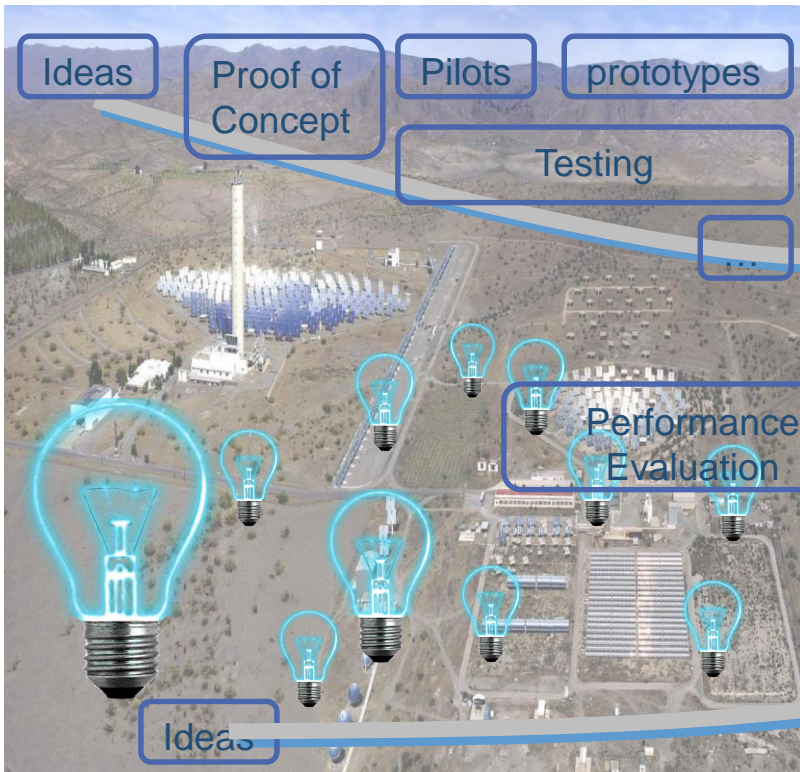 Ideas
Proof of
Concept
Pilots
prototypes
Testing
...
Performance
Evaluation
Ideas